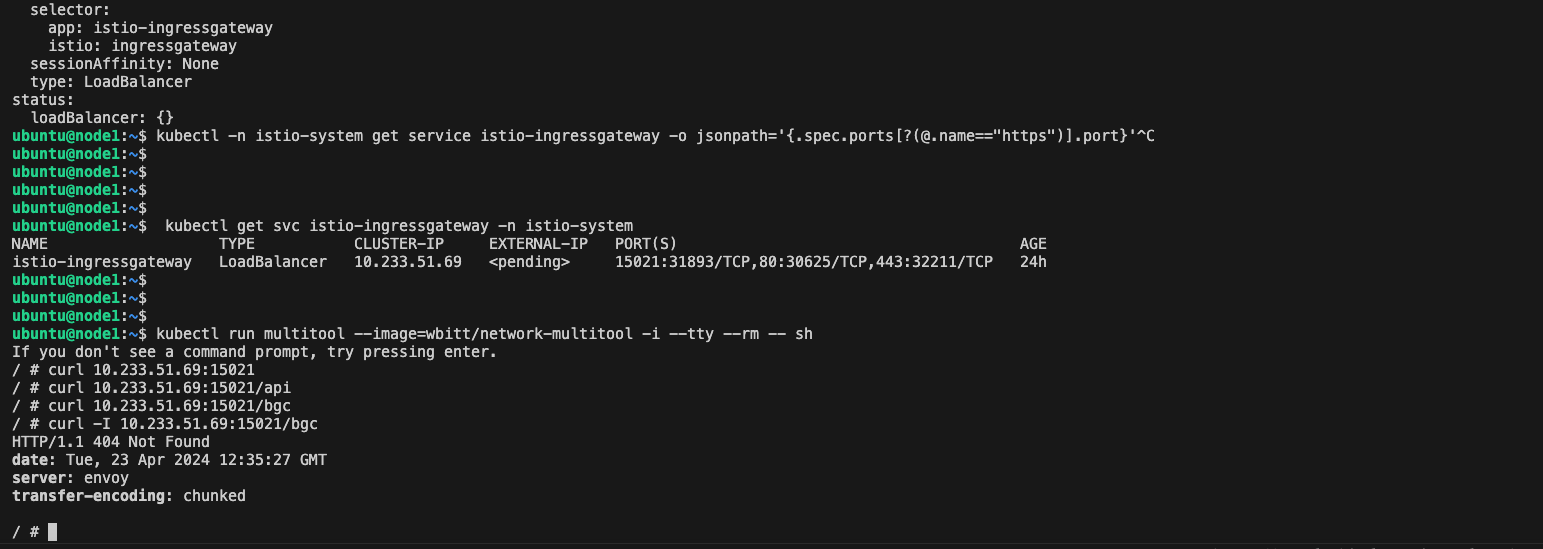 selector:
app: istio-ingressgateway
istio: ingressgateway
sessionAffinity: None
type: LoadBalancer
status:
loadBalancer: {}
ubuntu@node1:~$ kubectl -n istio-system get service istio-ingressgateway -o jsonpath='{.spec.ports[?(@.name=="https")].port}'^C
ubuntu@node1:~$
ubuntu@node1:~$
ubuntu@node1:~$
ubuntu@node1:~$
ubuntu@node1:~$  kubectl get svc istio-ingressgateway -n istio-system
NAME TYPE CLUSTER-IP EXTERNAL-IP PORT(S) AGE
istio-ingressgateway LoadBalancer 10.233.51.69 <pending> 15021:31893/TCP,80:30625/TCP,443:32211/TCP 24h
ubuntu@node1:~$
ubuntu@node1:~$
ubuntu@node1:~$
ubuntu@node1:~$ kubectl run multitool --image=wbitt/network-multitool -i --tty --rm -- sh
If you don't see a command prompt, try pressing enter.
/ # curl 10.233.51.69:15021
/ # curl 10.233.51.69:15021/api
/ # curl 10.233.51.69:15021/bgc
/ # curl -I 10.233.51.69:15021/bgc
HTTP/1.1 404 Not Found
date: Tue, 23 Apr 2024 12:35:27 GMT
server: envoy
transfer-encoding: chunked
/ #